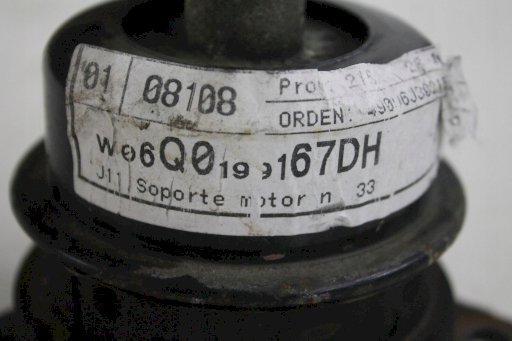 01 08108
ORDEN:
W06Q0199167DH
J11 Soporte motor n 33